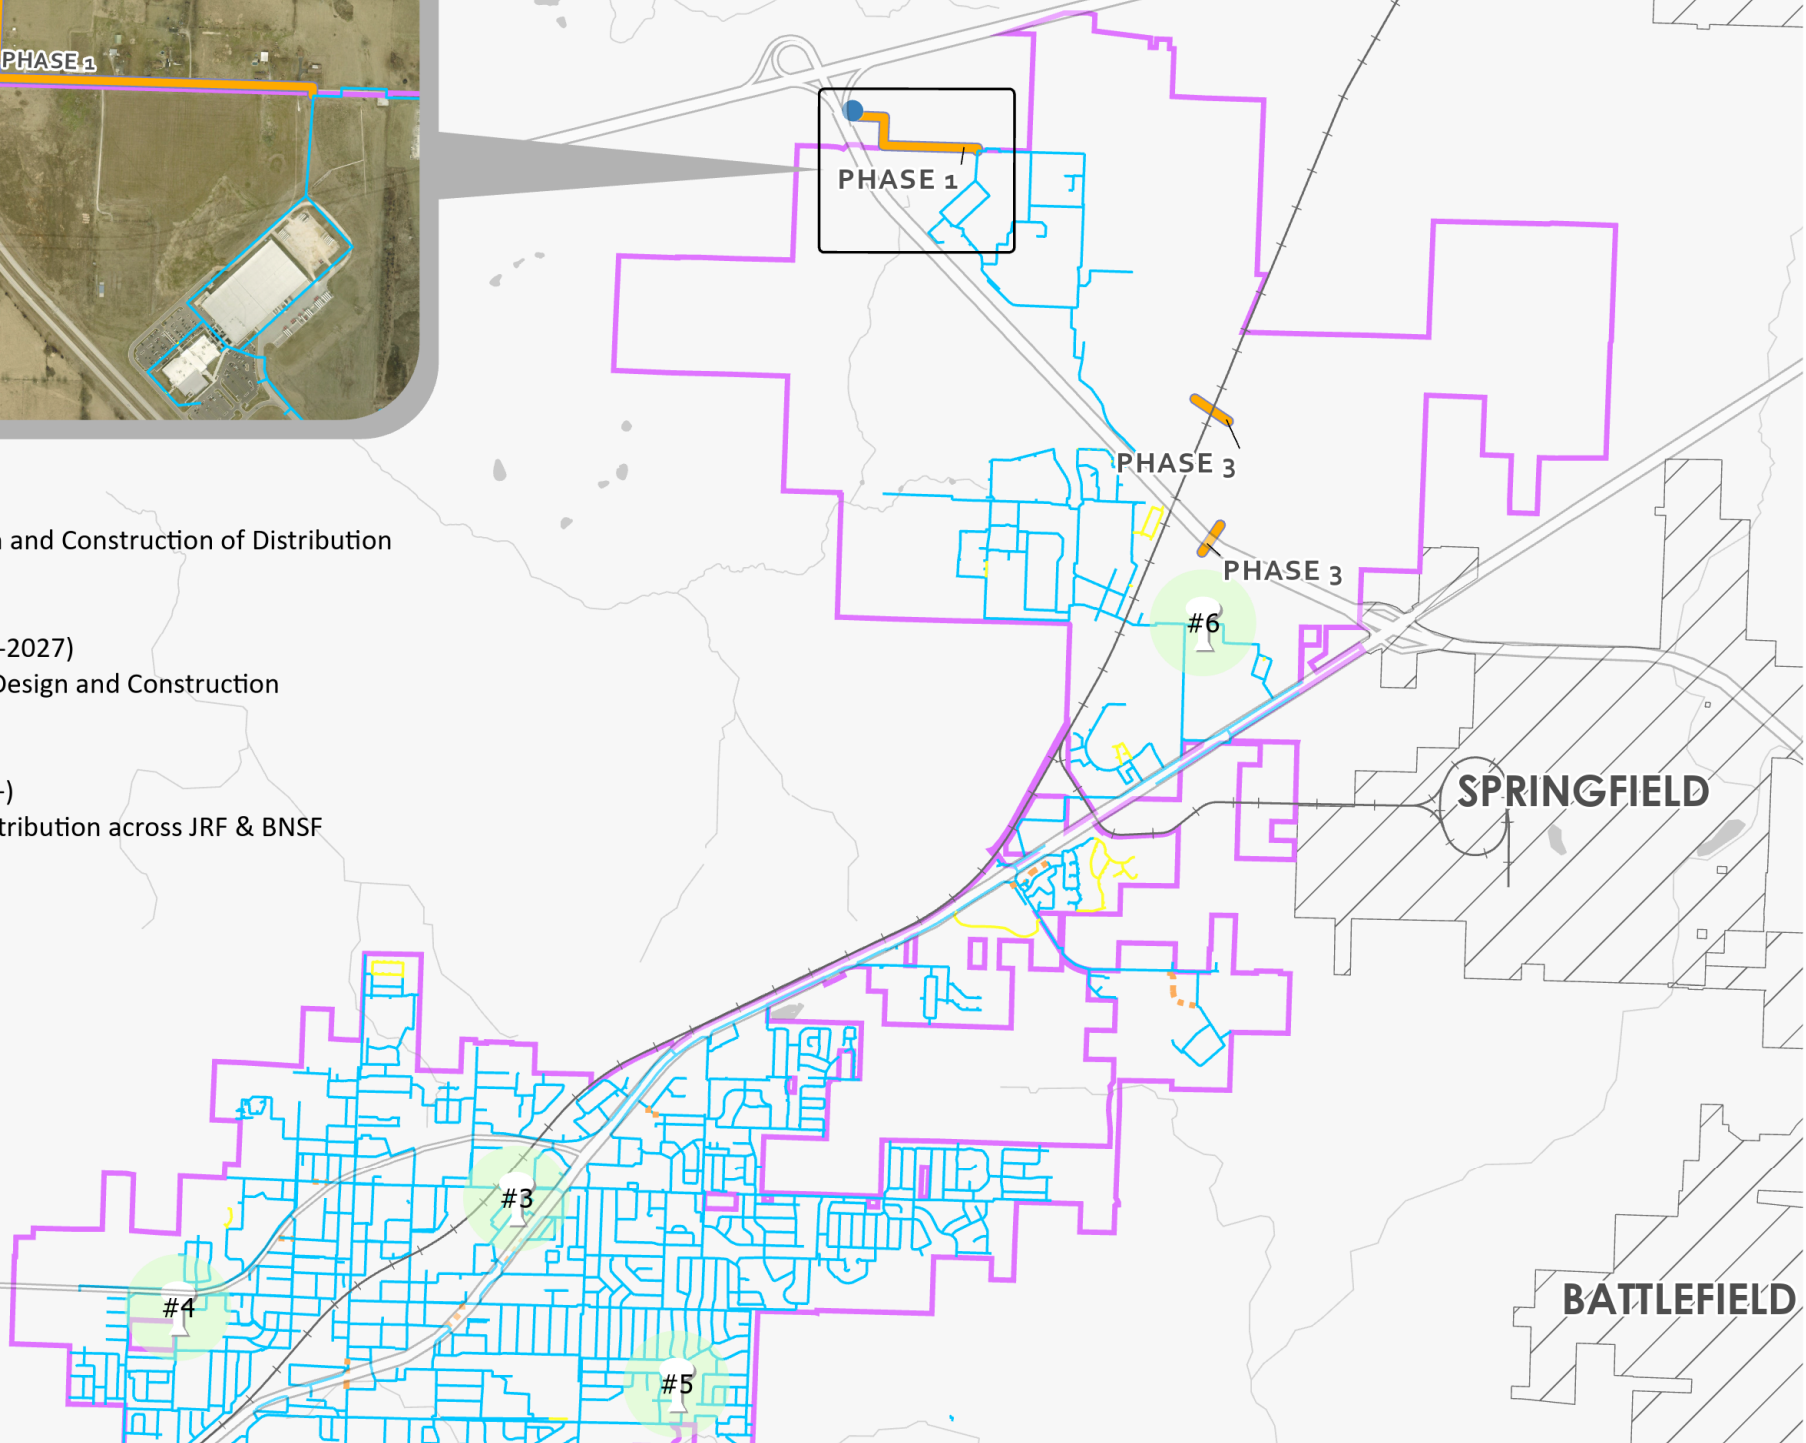 PHASE 1
PHASE 1
and Construction of Distribution
-2027)
Design and Construction
-)
tribution across JRF & BNSF
PHASE 3
PHASE 3
#6
SPRINGFIELD
#3
#4
BATTLEFIELD
#5